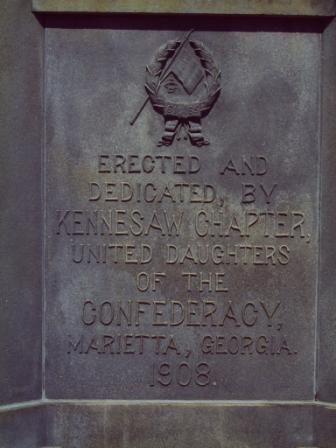 ERECTED AND
DEDICATED, BY
KENNESAW CHAPTER,
UNITED DAUGHTERS
OF THE
CONFEDERACY,
MARIETTA, GEORGIA.
1908.